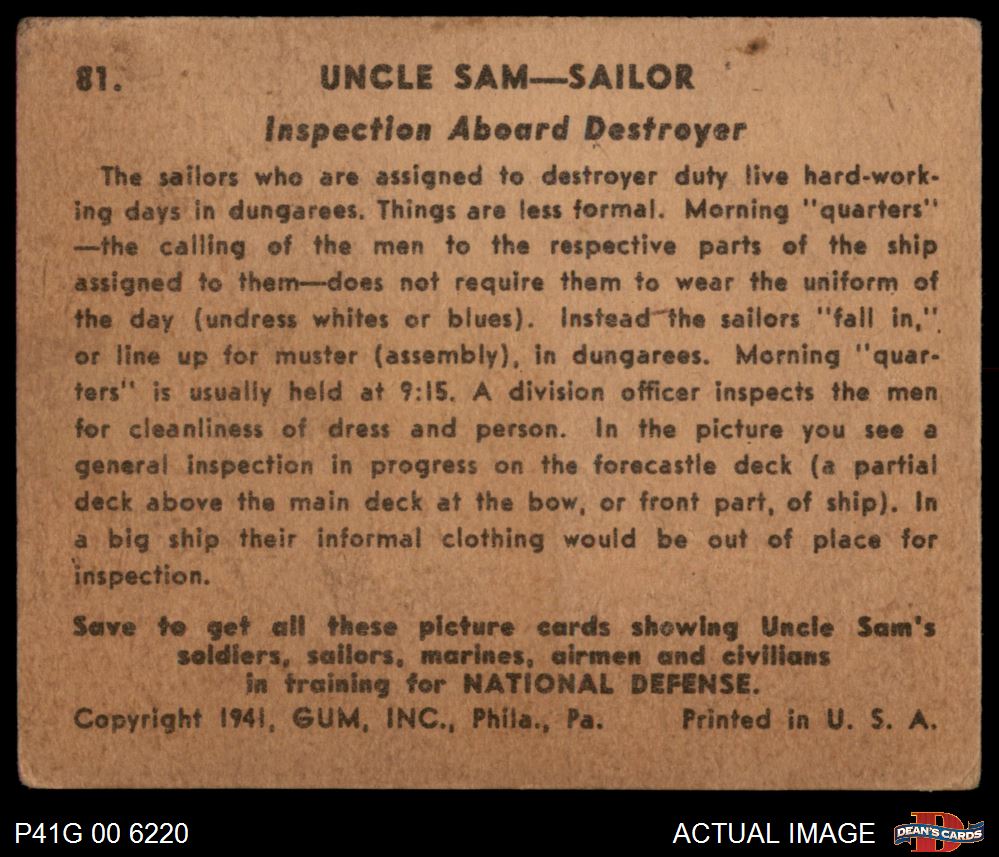 81. UNCLE SAM—SAILOR
Inspection Aboard Destroyer
The sailors who are assigned to destroyer duty live hard-work-
ing days in dungarees. Things are less formal. Morning "quarters"
—the calling of the men to the respective parts of the ship
assigned to them—does not require them to wear the uniform of
the day (undress whites or blues). Instead the sailors "fall in,"
or line up for muster (assembly), in dungarees. Morning "quar-
ters" is usually held at 9:15. A division officer inspects the men
for cleanliness of dress and person. In the picture you see a
general inspection in progress on the forecastle deck (a partial
deck above the main deck at the bow, or front part, of ship). In
a big ship their informal clothing would be out of place for
inspection.
Save to get all these picture cards showing Uncle Sam's
soldiers, sailors, marines, airmen and civilians
in training for NATIONAL DEFENSE.
Copyright 1941, GUM, INC., Phila., Pa. Printed in U. S. A.
P41G 00 6220 ACTUAL IMAGE DEAN'S CARDS